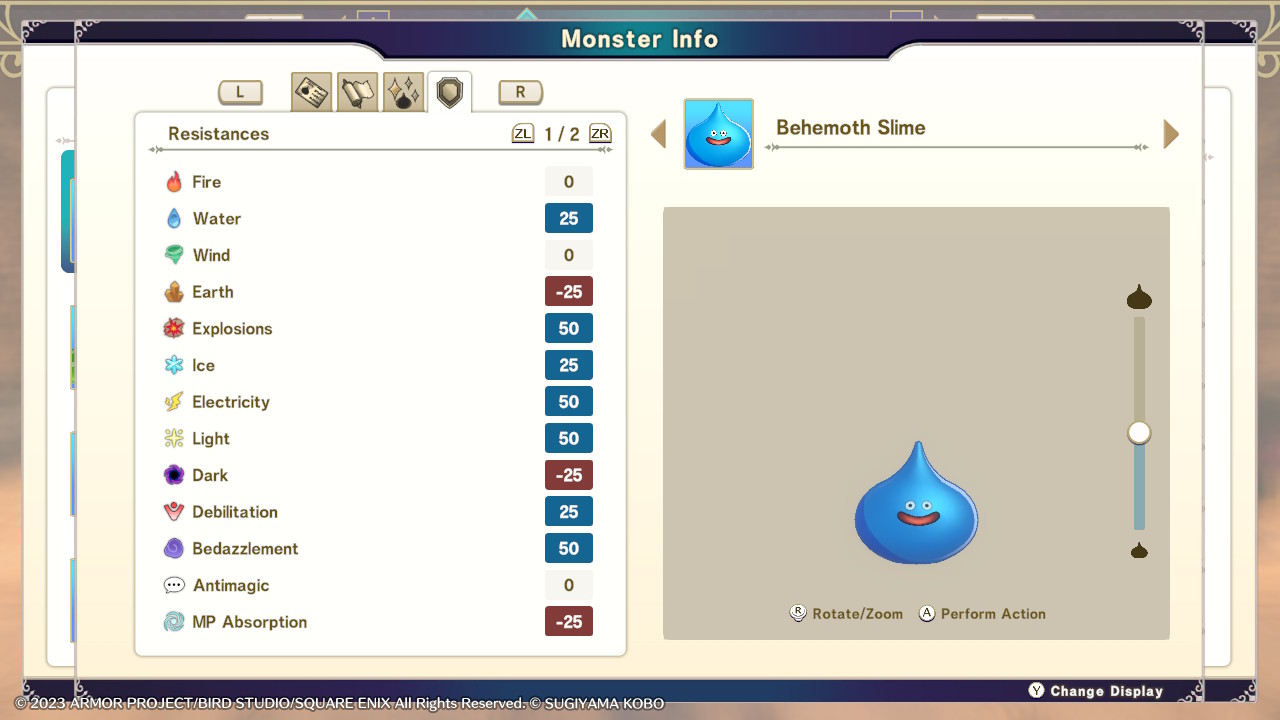 Monster Info
L
R
Resistances
ZL 1 / 2 ZR
Behemoth Slime
Fire 0
Water 25
Wind 0
Earth -25
Explosions 50
Ice 25
Electricity 50
Light 50
Dark -25
Debilitation 25
Bedazzlement 50
Antimagic 0
MP Absorption -25
R Rotate/Zoom A Perform Action
Y Change Display
© 2023 ARMOR PROJECT/BIRD STUDIO/SQUARE ENIX All Rights Reserved. © SUGIYAMA KOBO